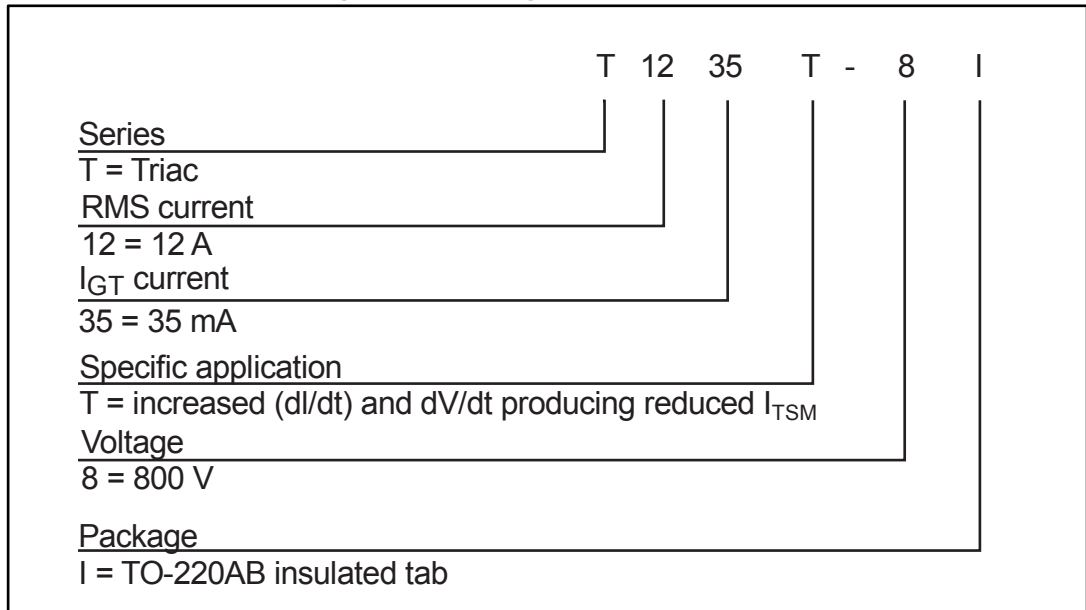 T 12 35 T - 8 I
Series
T = Triac
RMS current
12 = 12 A
IGT current
35 = 35 mA
Specific application
T = increased (dI/dt) and dV/dt producing reduced ITSM
Voltage
8 = 800 V
Package
I = TO-220AB insulated tab